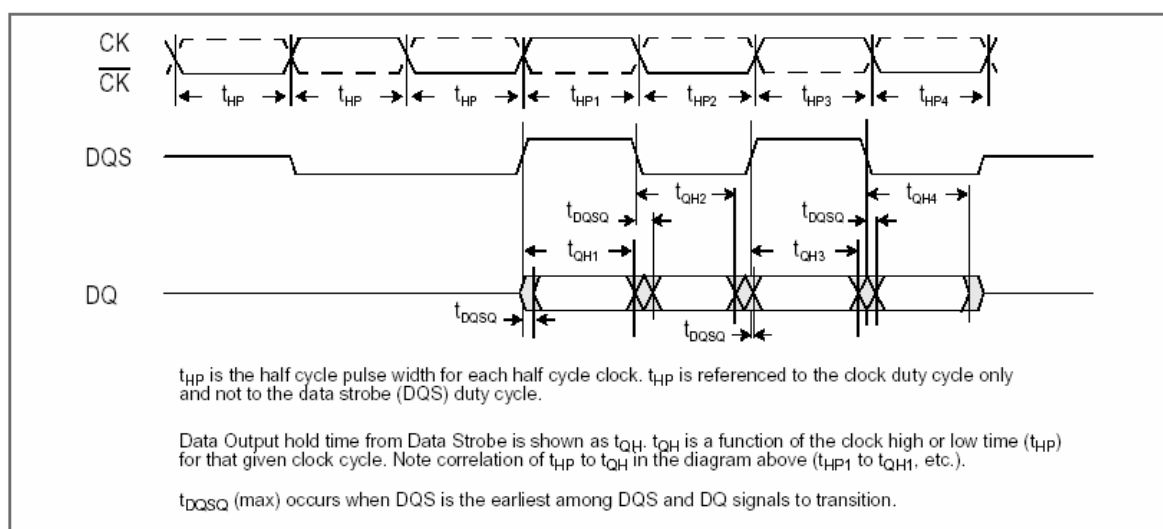 CK
CK
tHP tHP tHP tHP1 tHP2 tHP3 tHP4
DQS
tQH2 tQH4
tDQSQ tDQSQ
tQH1 tQH3
DQ
tDQSQ tDQSQ
tHP is the half cycle pulse width for each half cycle clock. tHP is referenced to the clock duty cycle only
and not to the data strobe (DQS) duty cycle.
Data Output hold time from Data Strobe is shown as tQH. tQH is a function of the clock high or low time (tHP)
for that given clock cycle. Note correlation of tHP to tQH in the diagram above (tHP1 to tQH1, etc.).
tDQSQ (max) occurs when DQS is the earliest among DQS and DQ signals to transition.